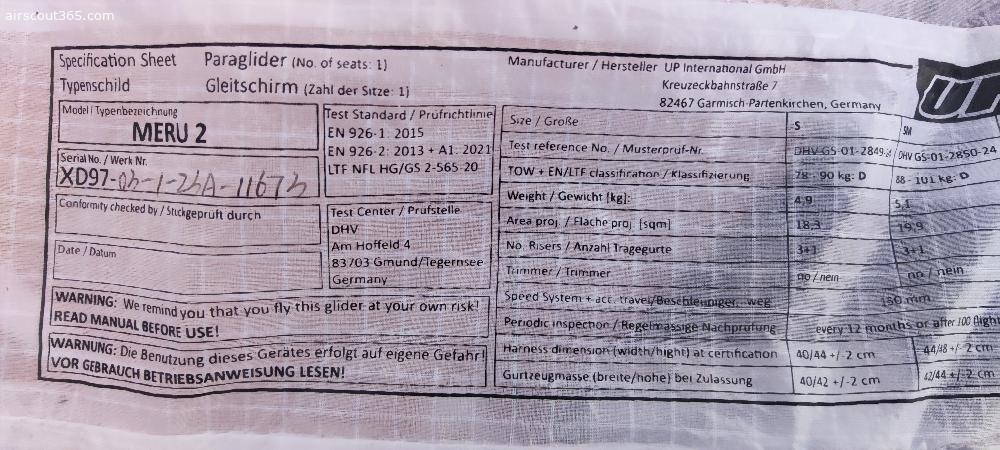 airscout365.com
Specification Sheet Paraglider (No. of seats: 1)
Typenschild Gleitschirm (Zahl der Sitze: 1)
Manufacturer / Hersteller UP International GmbH
Kreuzeckbahnstraße 7
82467 Garmisch-Partenkirchen, Germany
UP
Model / Typenbezeichnung
MERU 2
Serial No. / Werk Nr.
XD97-
Conformity checked by / Stückgeprüft durch
Date / Datum
Test Standard / Prüfrichtlinie
EN 926-1: 2015
EN 926-2: 2013 + A1: 2021
LTF NFL HG/GS 2-565-20
Test Center / Prüfstelle
DHV
Am Hoffeld 4
83703 Gmund/Tegernsee
Germany
WARNING: We remind you that you fly this glider at your own risk!
READ MANUAL BEFORE USE!
WARNUNG: Die Benutzung dieses Gerätes erfolgt auf eigene Gefahr!
VOR GEBRAUCH BETRIEBSANWEISUNG LESEN!
Size / Größe S SM
Test reference No. / Musterprüf-Nr. DHV GS-01-2849-24 DHV GS-01-2850-24
TOW + EN/LTF classification / Klassifizierung 78 - 90 kg: D 88 - 101 kg: D
Weight / Gewicht [kg]: 4,9 5,1
Area proj. / Fläche proj. [sqm] 18,3 19,9
No. Risers / Anzahl Tragegurte 3+1 3+1
Trimmer / Trimmer no / nein no / nein
Speed System + acc. travel/Beschleuniger, weg 150 mm
Periodic inspection / Regelmässige Nachprüfung every 12 months or after 100 flight
Harness dimension (width/hight) at certification 40/44 +/-2 cm 44/48 +/-2 cm
Gurtzeugmasse (breite/höhe) bei Zulassung 40/42 +/-2 cm 42/44 +/-2 cm